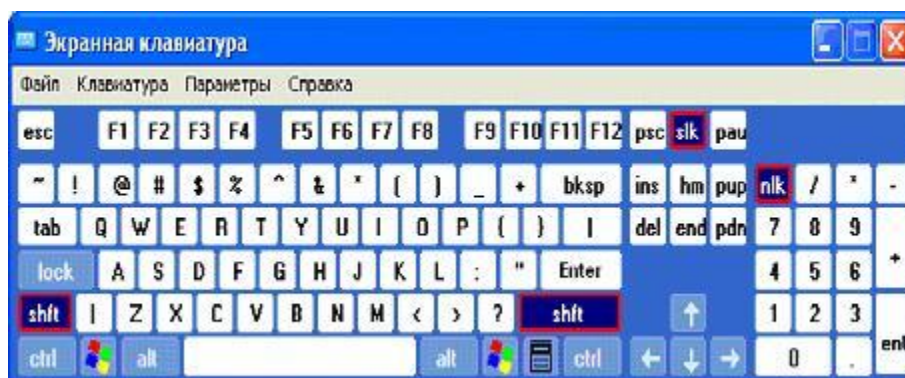 Экранная клавиатура
Файл Клавиатура Параметры Справка
esc F1 F2 F3 F4 F5 F6 F7 F8 F9 F10 F11 F12 psc slk pau
~ ! @ # $ % ^ & * ( ) _ + bksp ins hm pup nlk / * -
tab Q W E R T Y U I O P { } | del end pdn 7 8 9
lock A S D F G H J K L : " Enter 4 5 6 +
shft | Z X C V B N M < > ? shft ↑ 1 2 3
ctrl alt alt ctrl ← ↓ → 0 . ent